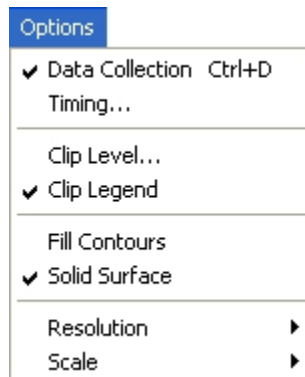 Options
Data Collection Ctrl+D
Timing...
Clip Level...
Clip Legend
Fill Contours
Solid Surface
Resolution
Scale